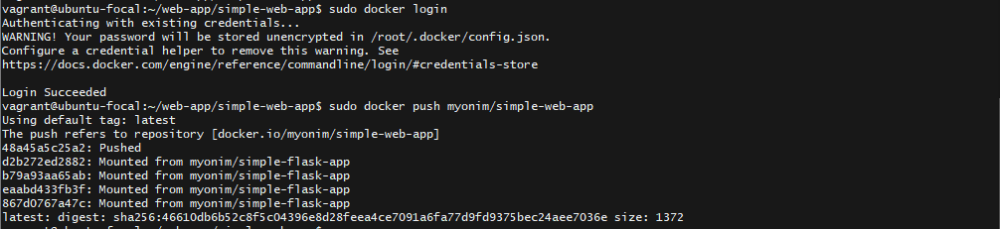 vagrant@ubuntu-focal:~/web-app/simple-web-app$ sudo docker login
Authenticating with existing credentials...
WARNING! Your password will be stored unencrypted in /root/.docker/config.json.
Configure a credential helper to remove this warning. See
https://docs.docker.com/engine/reference/commandline/login/#credentials-store
Login Succeeded
vagrant@ubuntu-focal:~/web-app/simple-web-app$ sudo docker push myonim/simple-web-app
Using default tag: latest
The push refers to repository [docker.io/myonim/simple-web-app]
48a45a5c25a2: Pushed
d2b272ed2882: Mounted from myonim/simple-flask-app
b79a93aa65ab: Mounted from myonim/simple-flask-app
eaabd433fb3f: Mounted from myonim/simple-flask-app
867d0767a47c: Mounted from myonim/simple-flask-app
latest: digest: sha256:46610db6b52c8f5c04396e8d28feea4ce7091a6fa77d9fd9375bec24aee7036e size: 1372